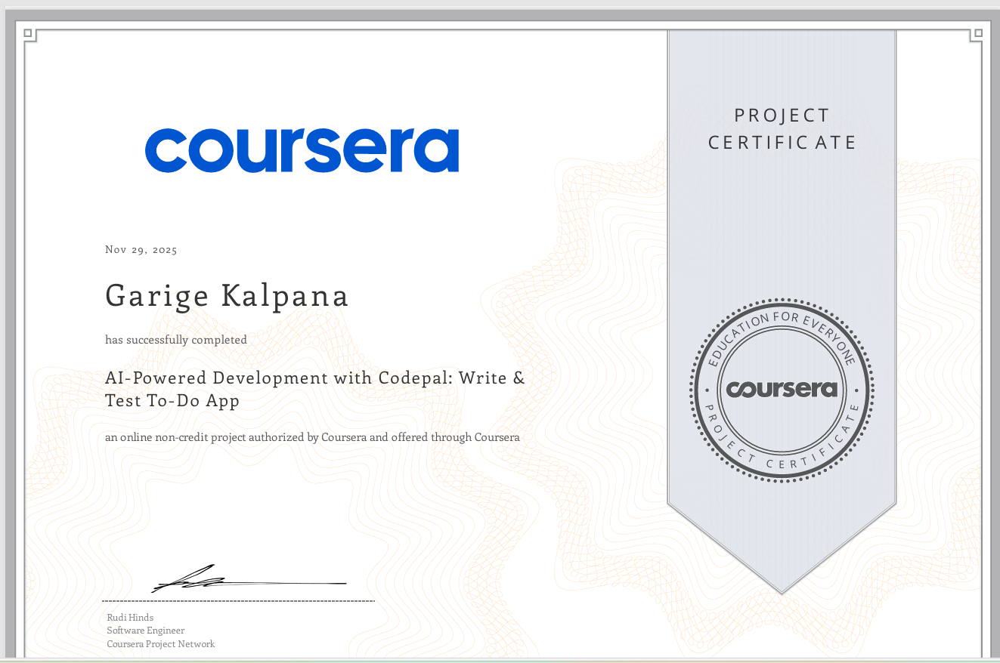 coursera
PROJECT
CERTIFICATE
Nov 29, 2025
Garige Kalpana
has successfully completed
AI-Powered Development with Codepal: Write &
Test To-Do App
an online non-credit project authorized by Coursera and offered through Coursera
EDUCATION FOR EVERYONE
coursera
PROJECT CERTIFICATE
Rudi Hinds
Software Engineer
Coursera Project Network